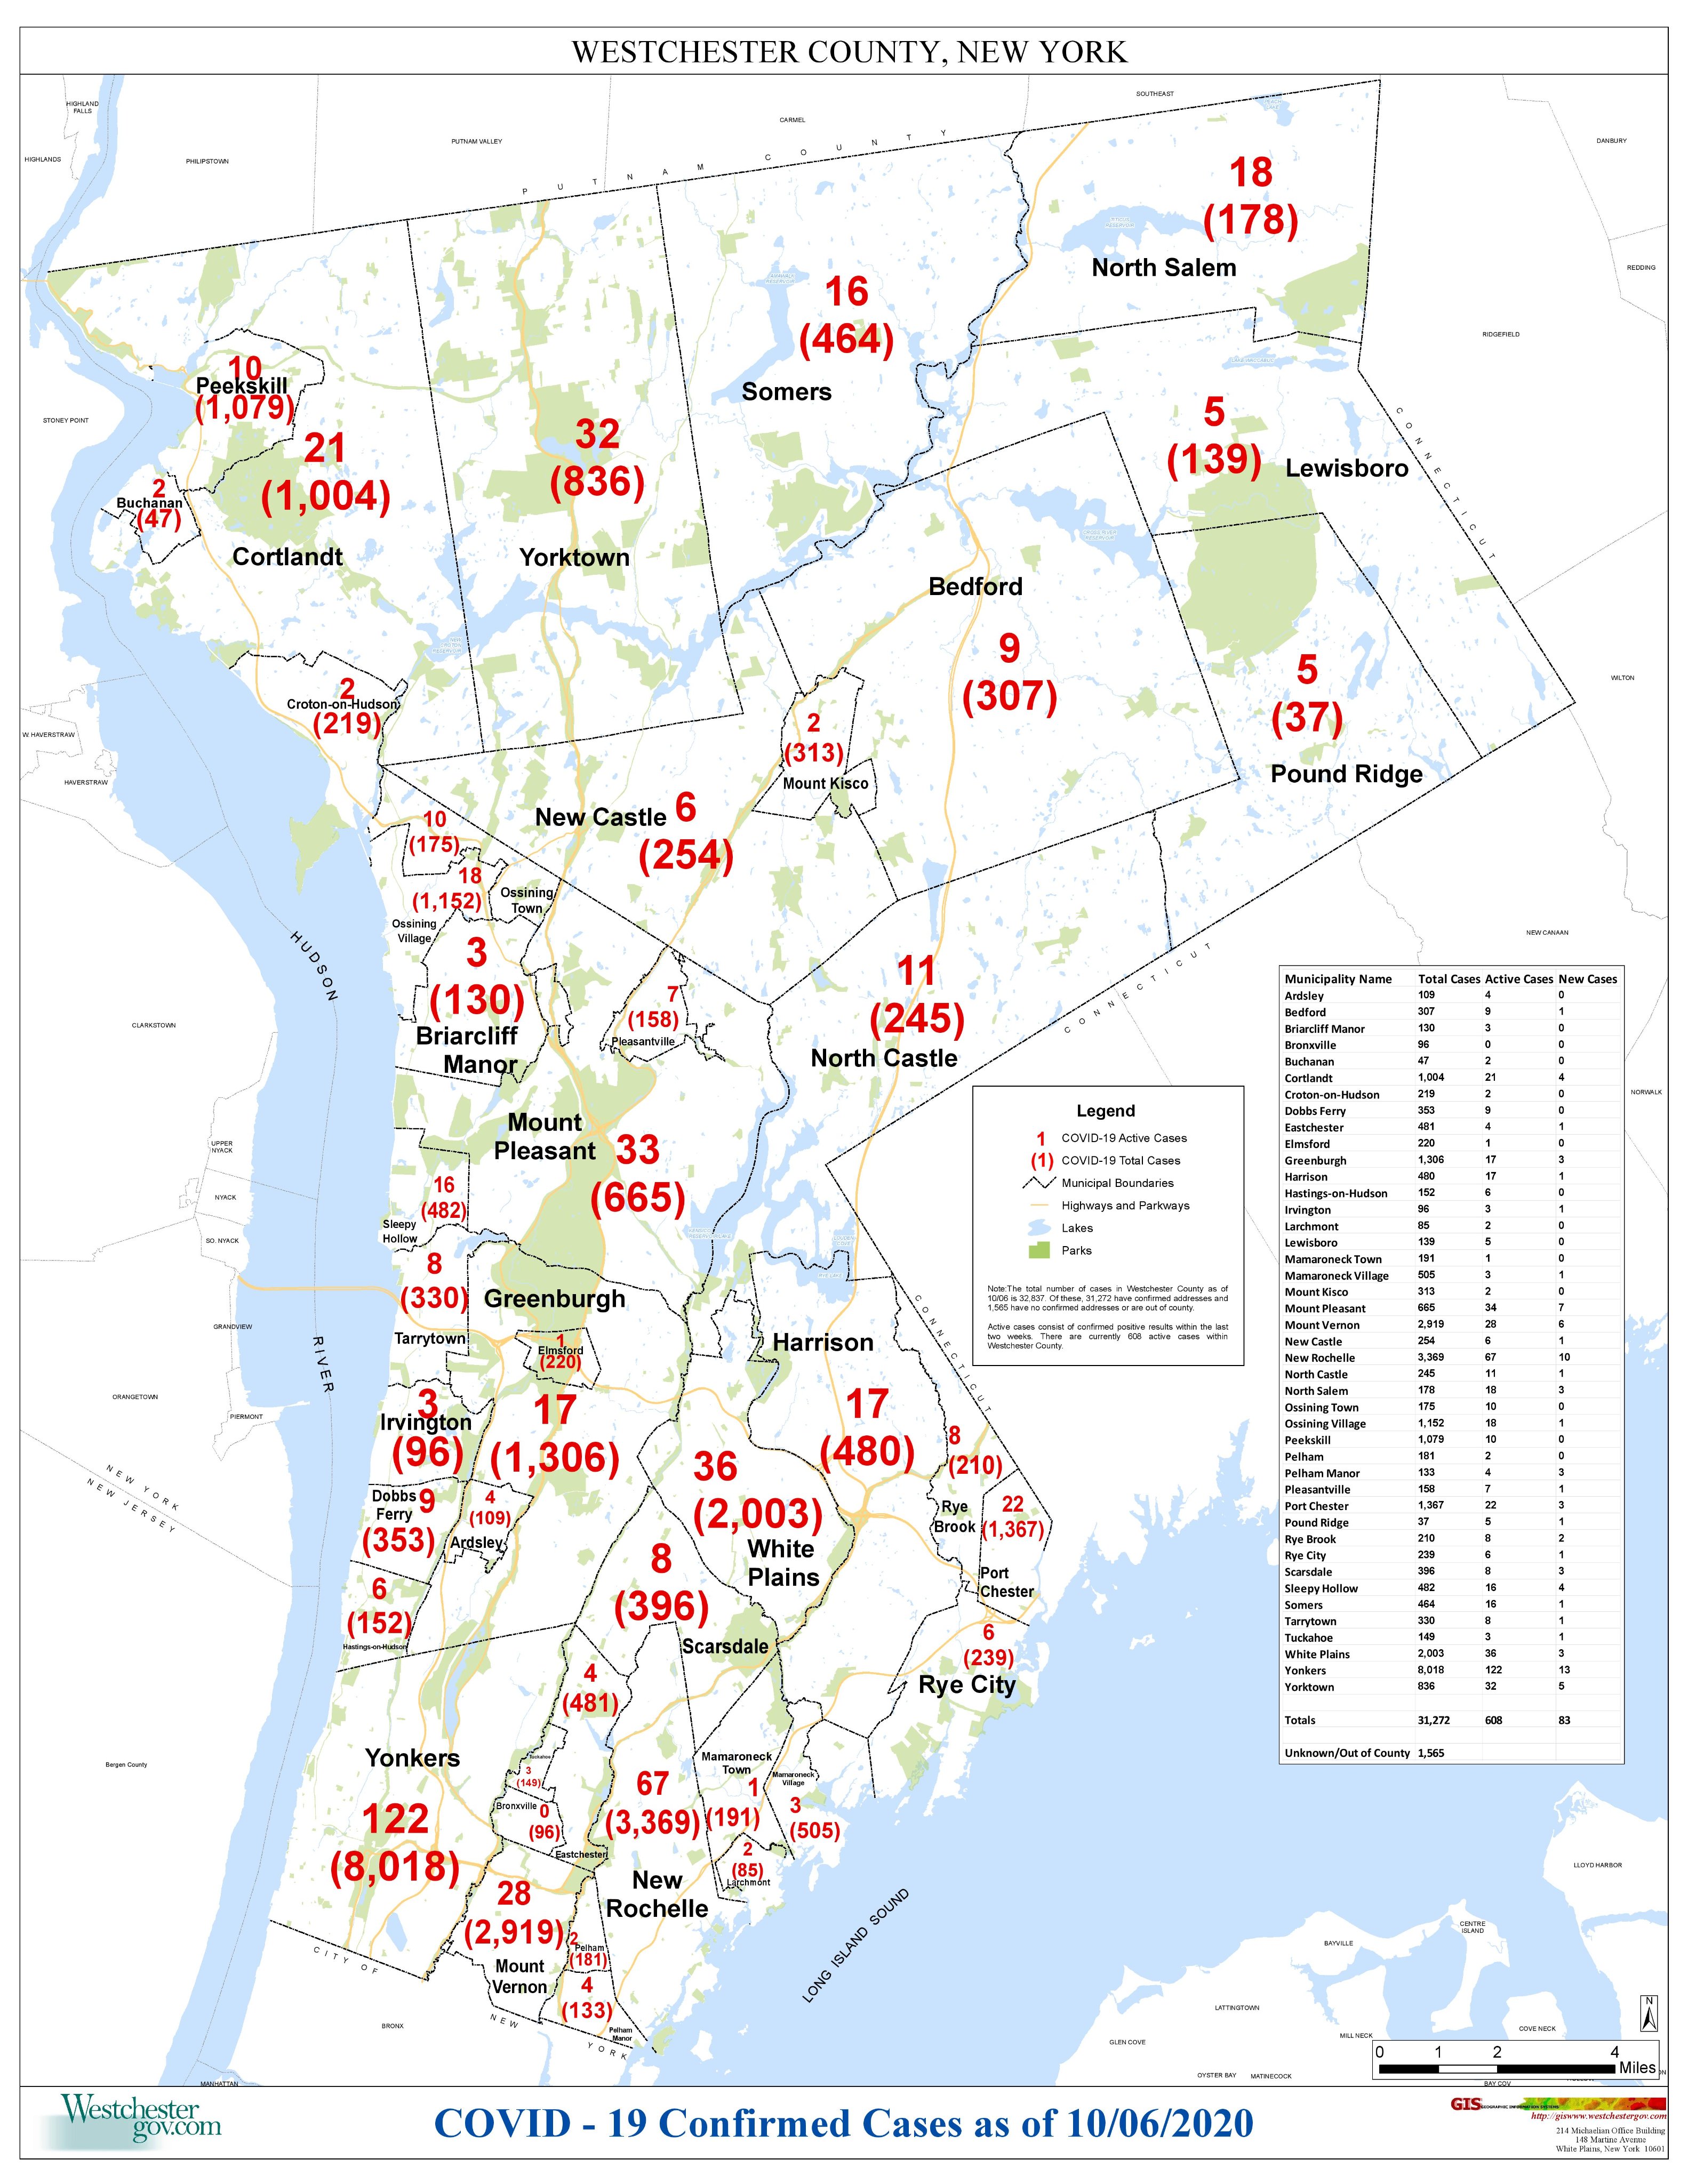 WESTCHESTER COUNTY, NEW YORK
HIGHLAND
FALLS
HIGHLANDS
PHILIPSTOWN
PUTNAM VALLEY
CARMEL
SOUTHEAST
DANBURY
REDDING
RIDGEFIELD
PUTNAM COUNTY
18
(178)
North Salem
16
(464)
Somers
10
Peekskill
(1,079)
21
(1,004)
Cortlandt
32
(836)
Yorktown
5
(139)
Lewisboro
CONNECTICUT
STONEY POINT
2
Buchanan
(47)
Bedford
9
(307)
5
(37)
Pound Ridge
WILTON
2
Croton-on-Hudson
(219)
W. HAVERSTRAW
HAVERSTRAW
2
(313)
Mount Kisco
New Castle
6
(254)
10
(175)
18
(1,152)
Ossining
Town
Ossining
Village
3
(130)
Briarcliff
Manor
7
(158)
Pleasantville
11
(245)
North Castle
CONNECTICUT
NEW CANAAN
NORWALK
HUDSON
RIVER
CLARKSTOWN
UPPER
NYACK
NYACK
SO. NYACK
GRANDVIEW
ORANGETOWN
PIERMONT
Mount
Pleasant
33
(665)
16
(482)
Sleepy
Hollow
8
(330)
Tarrytown
Greenburgh
1
Elmsford
(220)
17
(1,306)
3
Irvington
(96)
Dobbs
Ferry
9
(353)
4
(109)
Ardsley
6
(152)
Hastings-on-Hudson
Harrison
17
(480)
CONNECTICUT
36
(2,003)
White
Plains
8
(210)
Rye
Brook
22
(1,367)
Port
Chester
8
(396)
Scarsdale
6
(239)
Rye City
NEW YORK
NEW JERSEY
Bergen County
4
(481)
Yonkers
122
(8,018)
Tuckahoe
3
(149)
Bronxville
0
(96)
Eastchester
67
(3,369)
New
Rochelle
Mamaroneck
Town
1
(191)
Mamaroneck
Village
3
(505)
2
(85)
Larchmont
28
(2,919)
Mount
Vernon
2
Pelham
(181)
4
(133)
Pelham
Manor
CITY OF
NEW
YORK
BRONX
MANHATTAN
LONG ISLAND SOUND
LLOYD HARBOR
CENTRE
ISLAND
BAYVILLE
LATTINGTOWN
COVE NECK
MILL NECK
GLEN COVE
OYSTER BAY
MATINECOCK
Legend
1 COVID-19 Active Cases
(1) COVID-19 Total Cases
Municipal Boundaries
Highways and Parkways
Lakes
Parks
Note:The total number of cases in Westchester County as of
10/06 is 32,837. Of these, 31,272 have confirmed addresses and
1,565 have no confirmed addresses or are out of county.
Active cases consist of confirmed positive results within the last
two weeks. There are currently 608 active cases within
Westchester County.
Municipality Name Total Cases Active Cases New Cases
Ardsley 109 4 0
Bedford 307 9 1
Briarcliff Manor 130 3 0
Bronxville 96 0 0
Buchanan 47 2 0
Cortlandt 1,004 21 4
Croton-on-Hudson 219 2 0
Dobbs Ferry 353 9 0
Eastchester 481 4 1
Elmsford 220 1 0
Greenburgh 1,306 17 3
Harrison 480 17 1
Hastings-on-Hudson 152 6 0
Irvington 96 3 1
Larchmont 85 2 0
Lewisboro 139 5 0
Mamaroneck Town 191 1 0
Mamaroneck Village 505 3 1
Mount Kisco 313 2 0
Mount Pleasant 665 34 7
Mount Vernon 2,919 28 6
New Castle 254 6 1
New Rochelle 3,369 67 10
North Castle 245 11 1
North Salem 178 18 3
Ossining Town 175 10 0
Ossining Village 1,152 18 1
Peekskill 1,079 10 0
Pelham 181 2 0
Pelham Manor 133 4 3
Pleasantville 158 7 1
Port Chester 1,367 22 3
Pound Ridge 37 5 1
Rye Brook 210 8 2
Rye City 239 6 1
Scarsdale 396 8 3
Sleepy Hollow 482 16 4
Somers 464 16 1
Tarrytown 330 8 1
Tuckahoe 149 3 1
White Plains 2,003 36 3
Yonkers 8,018 122 13
Yorktown 836 32 5
Totals 31,272 608 83
Unknown/Out of County 1,565
N
0 1 2 4
Miles
BAY COV
Westchester
gov.com
COVID - 19 Confirmed Cases as of 10/06/2020
GIS GEOGRAPHIC INFORMATION SYSTEMS
http://giswww.westchestergov.com
214 Michaelian Office Building
148 Martine Avenue
White Plains, New York 10601